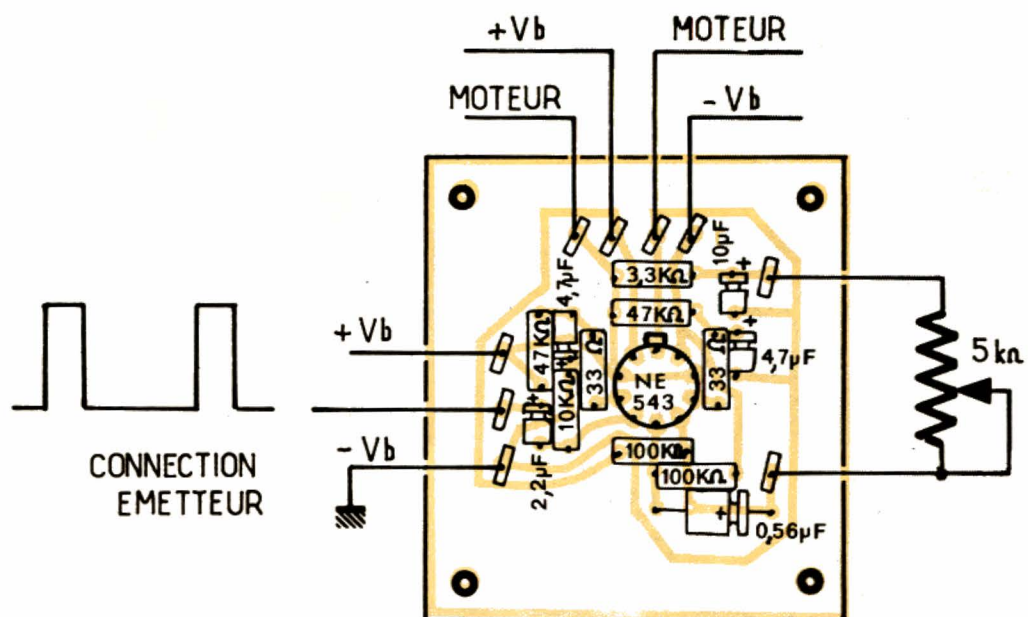 +Vb
MOTEUR
MOTEUR
-Vb
10µF
+
3,3KΩ
4,7µF
47KΩ
+
+Vb
47KΩ
+
33 Ω
NE
543
33 Ω
4,7µF
5kΩ
10KΩ
+
-Vb
2,2µF
100KΩ
100KΩ
CONNECTION
EMETTEUR
+
0,56µF